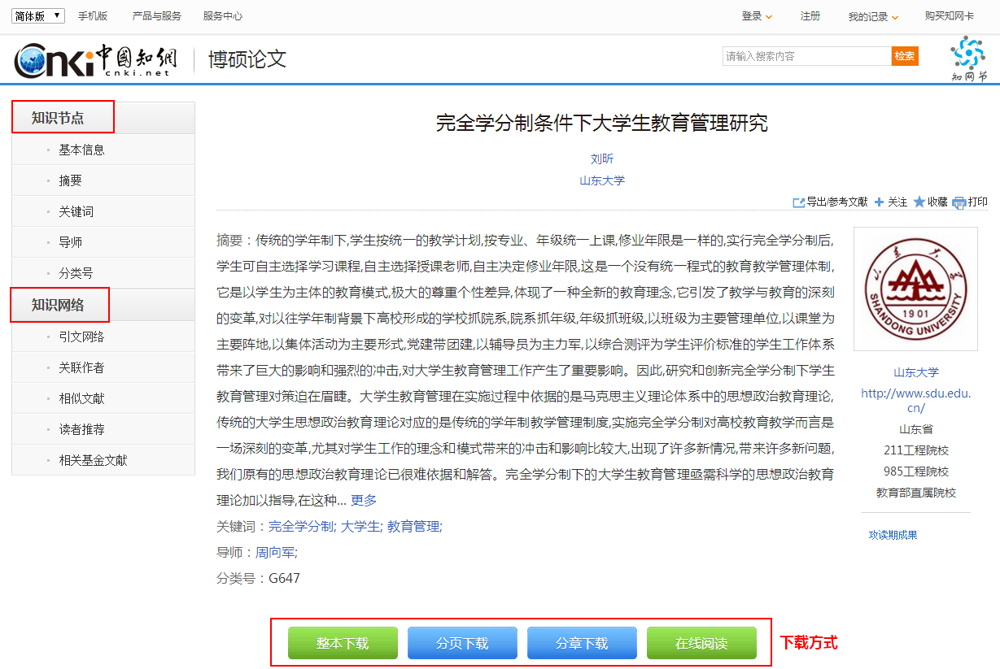 简体版 手机版 产品与服务 服务中心 登录 注册 我的记录 购买知网卡
Cnki中國知網 cnki.net 博硕论文 请输入搜索内容 检索 知网节
知识节点
基本信息
摘要
关键词
导师
分类号
知识网络
引文网络
关联作者
相似文献
读者推荐
相关基金文献
完全学分制条件下大学生教育管理研究
刘昕
山东大学
导出/参考文献 关注 收藏 打印
摘要：传统的学年制下,学生按统一的教学计划,按专业、年级统一上课,修业年限是一样的,实行完全学分制后,
学生可自主选择学习课程,自主选择授课老师,自主决定修业年限,这是一个没有统一程式的教育教学管理体制,
它是以学生为主体的教育模式,极大的尊重个性差异,体现了一种全新的教育理念,它引发了教学与教育的深刻
的变革,对以往学年制背景下高校形成的学校抓院系,院系抓年级,年级抓班级,以班级为主要管理单位,以课堂为
主要阵地,以集体活动为主要形式,党建带团建,以辅导员为主力军,以综合测评为学生评价标准的学生工作体系
带来了巨大的影响和强烈的冲击,对大学生教育管理工作产生了重要影响。因此,研究和创新完全学分制下学生
教育管理对策迫在眉睫。大学生教育管理在实施过程中依据的是马克思主义理论体系中的思想政治教育理论,
传统的大学生思想政治教育理论对应的是传统的学年制教学管理制度,实施完全学分制对高校教育教学而言是
一场深刻的变革,尤其对学生工作的理念和模式带来的冲击和影响比较大,出现了许多新情况,带来许多新问题,
我们原有的思想政治教育理论已很难依据和解答。完全学分制下的大学生教育管理亟需科学的思想政治教育
理论加以指导,在这种... 更多
关键词：完全学分制; 大学生; 教育管理;
导师：周向军;
分类号：G647
山东大学
SHANDONG UNIVERSITY
1901
山东大学
http://www.sdu.edu.
cn/
山东省
211工程院校
985工程院校
教育部直属院校
攻读期成果
整本下载 分页下载 分章下载 在线阅读 下载方式